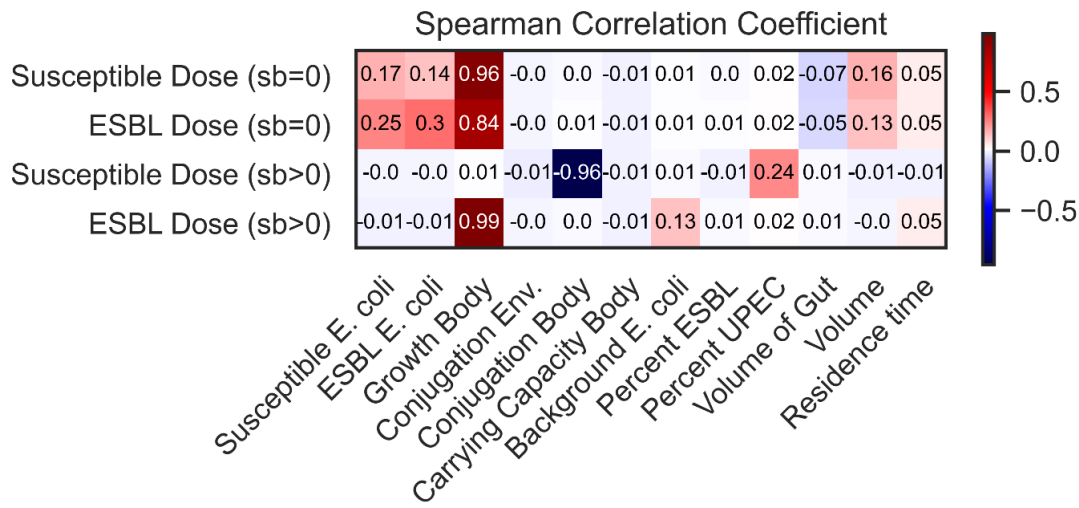 Spearman Correlation Coefficient
Susceptible Dose (sb=0) 0.17 0.14 0.96 -0.0 0.0 -0.01 0.01 0.0 0.02 -0.07 0.16 0.05
ESBL Dose (sb=0) 0.25 0.3 0.84 -0.0 0.01 -0.01 0.01 0.01 0.02 -0.05 0.13 0.05
Susceptible Dose (sb>0) -0.0 -0.0 0.01 -0.01 -0.96 -0.01 0.01 -0.01 0.24 0.01 -0.01 -0.01
ESBL Dose (sb>0) -0.01 -0.01 0.99 -0.0 0.0 -0.01 0.13 0.01 0.02 0.01 -0.0 0.05
0.5
0.0
−0.5
Susceptible E. coli
ESBL E. coli
Growth Body
Conjugation Env.
Conjugation Body
Carrying Capacity Body
Background E. coli
Percent ESBL
Percent UPEC
Volume of Gut
Volume
Residence time